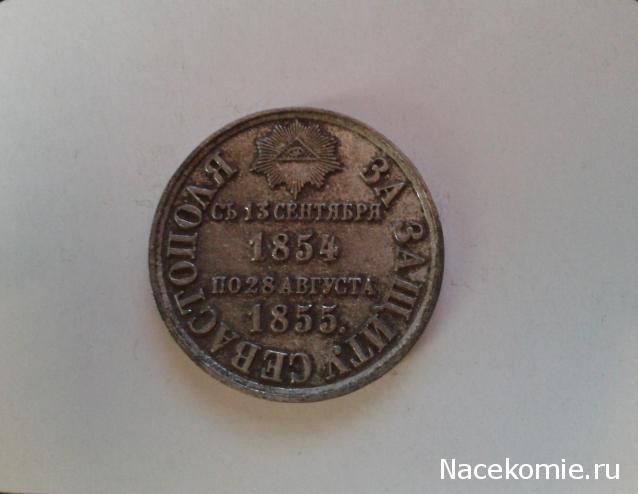 ЗА ЗАЩИТУ СЕВАСТОПОЛЯ
СЪ 13 СЕНТЯБРЯ
1854
ПО 28 АВГУСТА
1855.
Nacekomie.ru